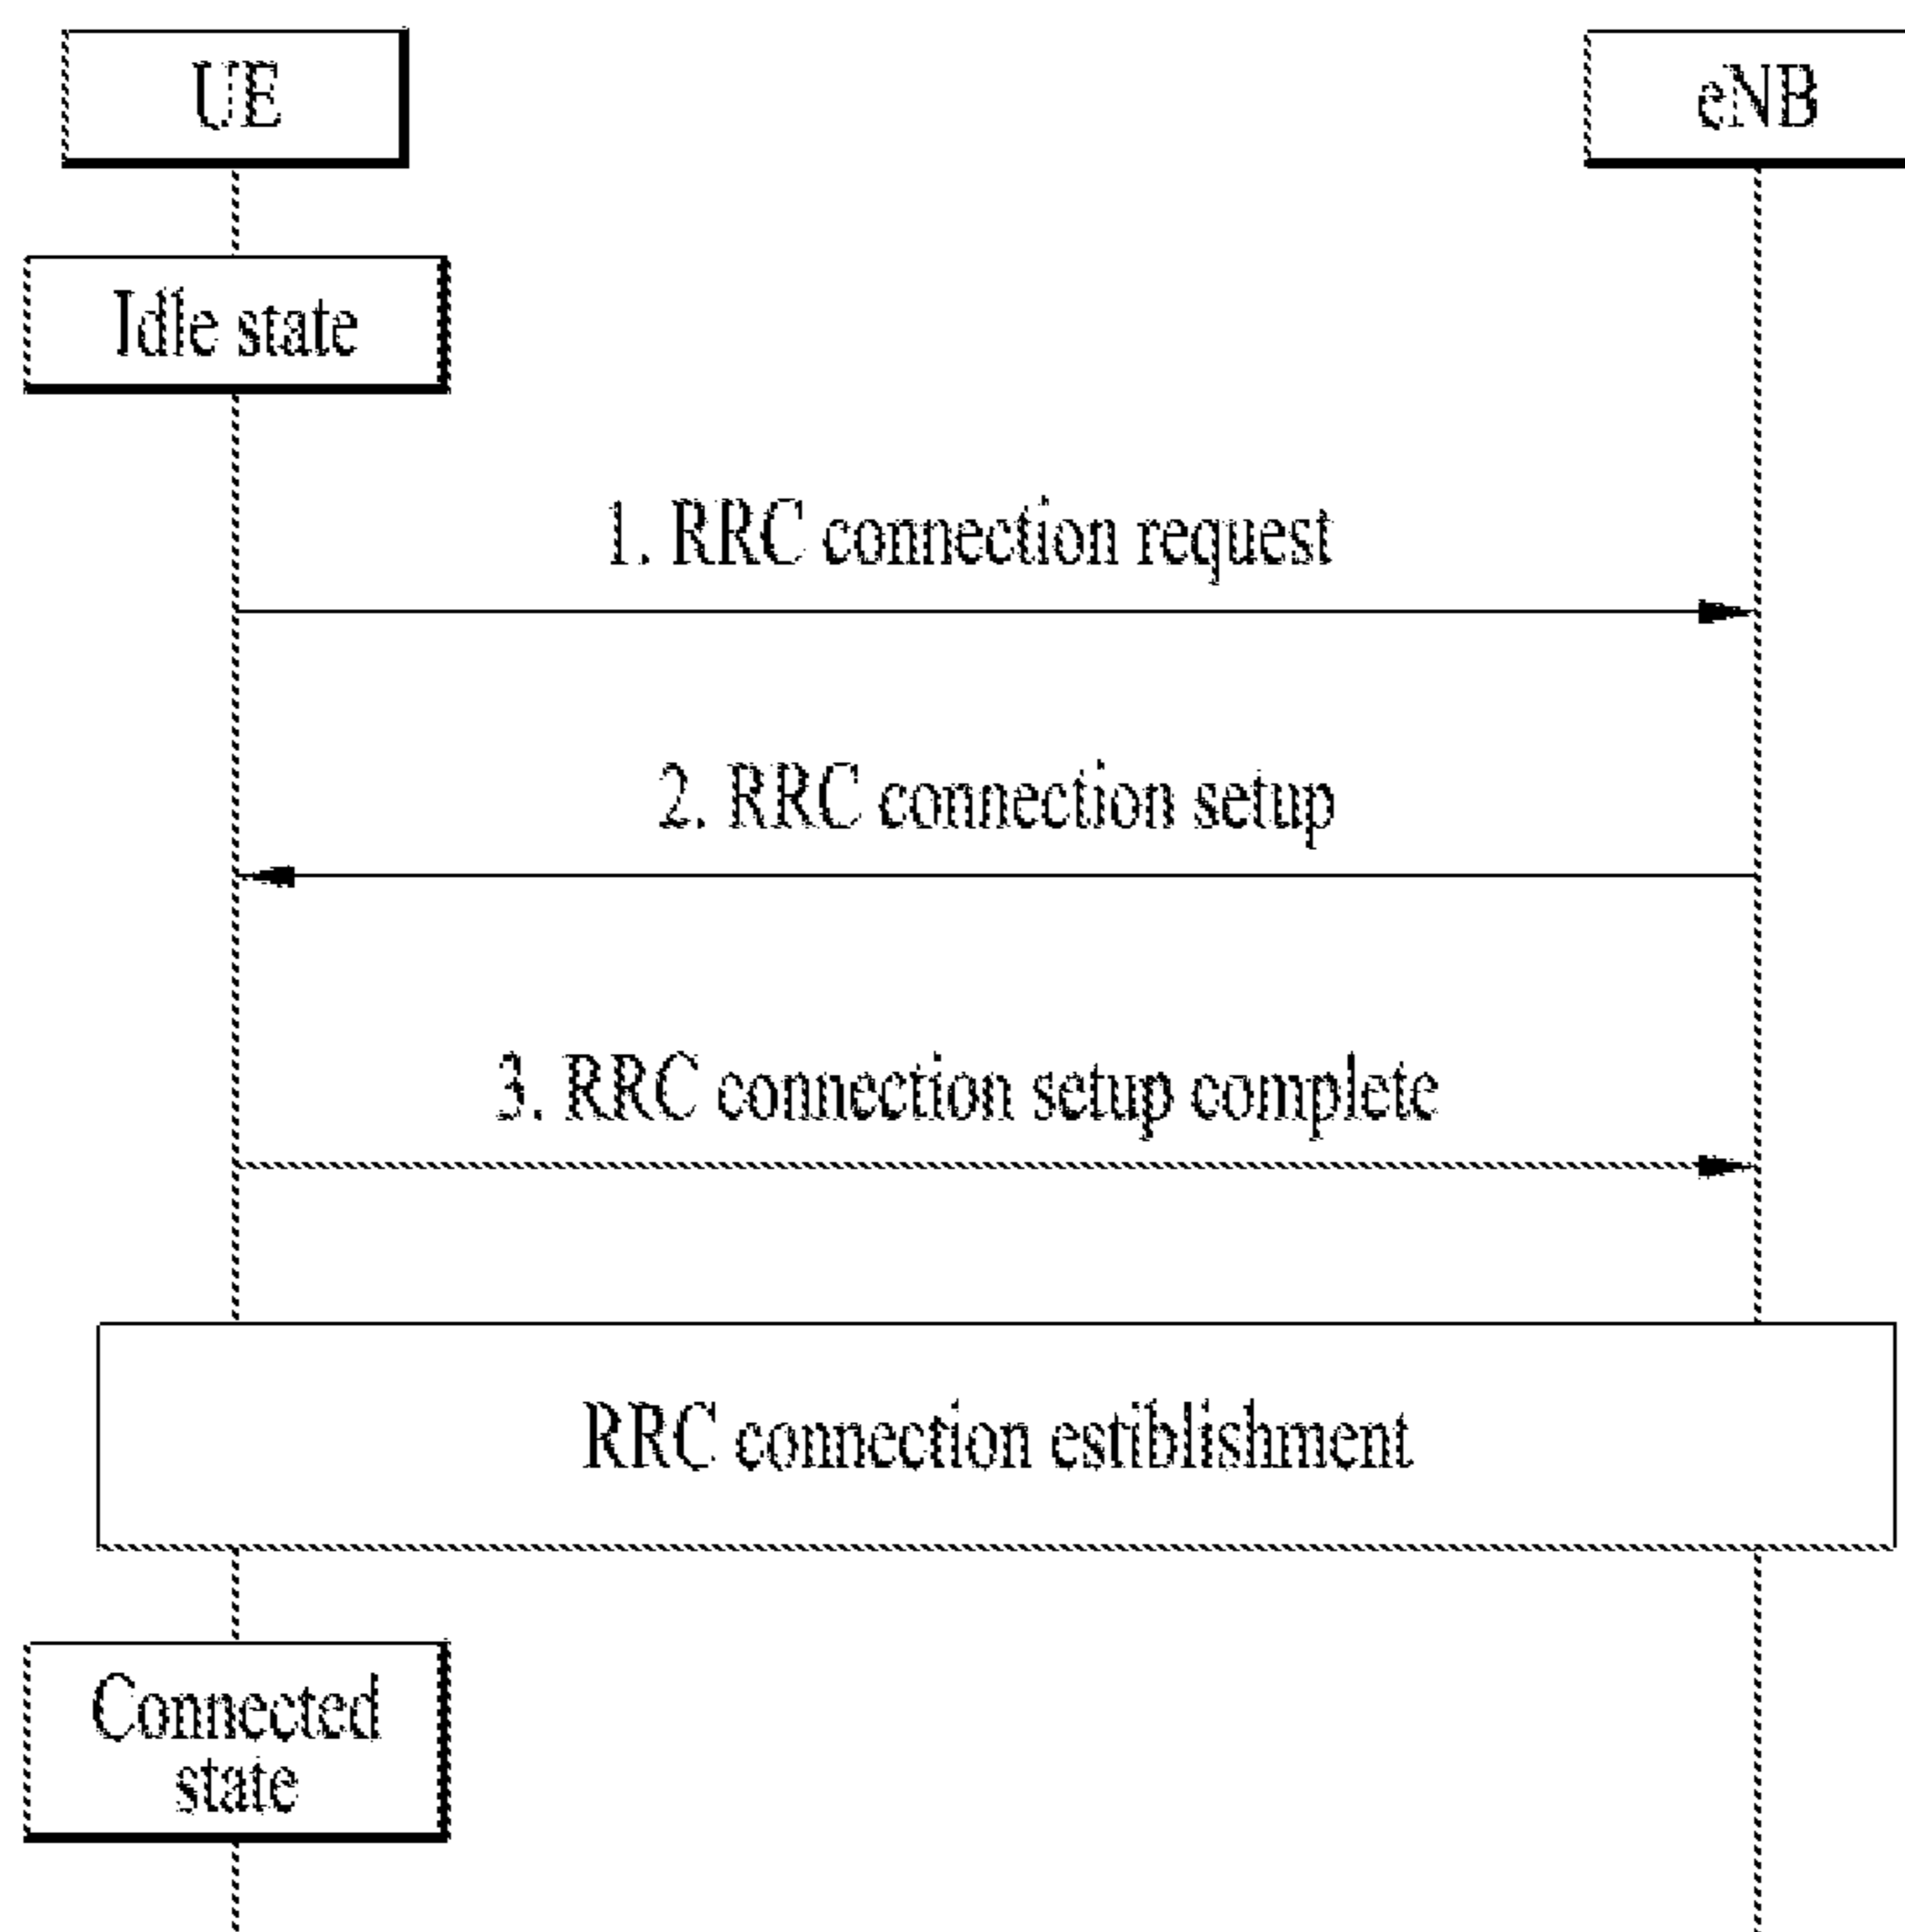 UE
eNB
Idle state
1. RRC connection request
2. RRC connection setup
3. RRC connection setup complete
RRC connection estiblishment
Connected
state